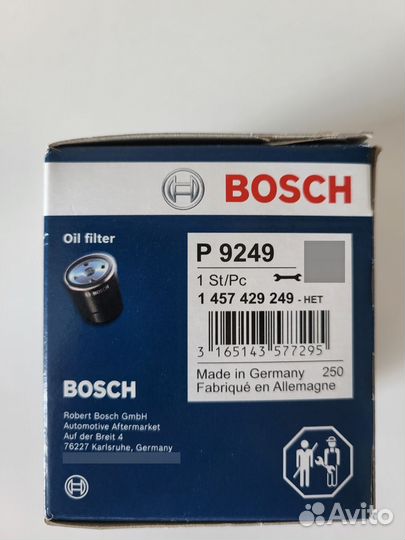 BOSCH
Oil filter
BOSCH
P 9249
1 St/Pc
1 457 429 249 - HET
3 165143 577295
Made in Germany 250
Fabriqué en Allemagne
BOSCH
Robert Bosch GmbH
Automotive Aftermarket
Auf der Breit 4
76227 Karlsruhe, Germany
Avito